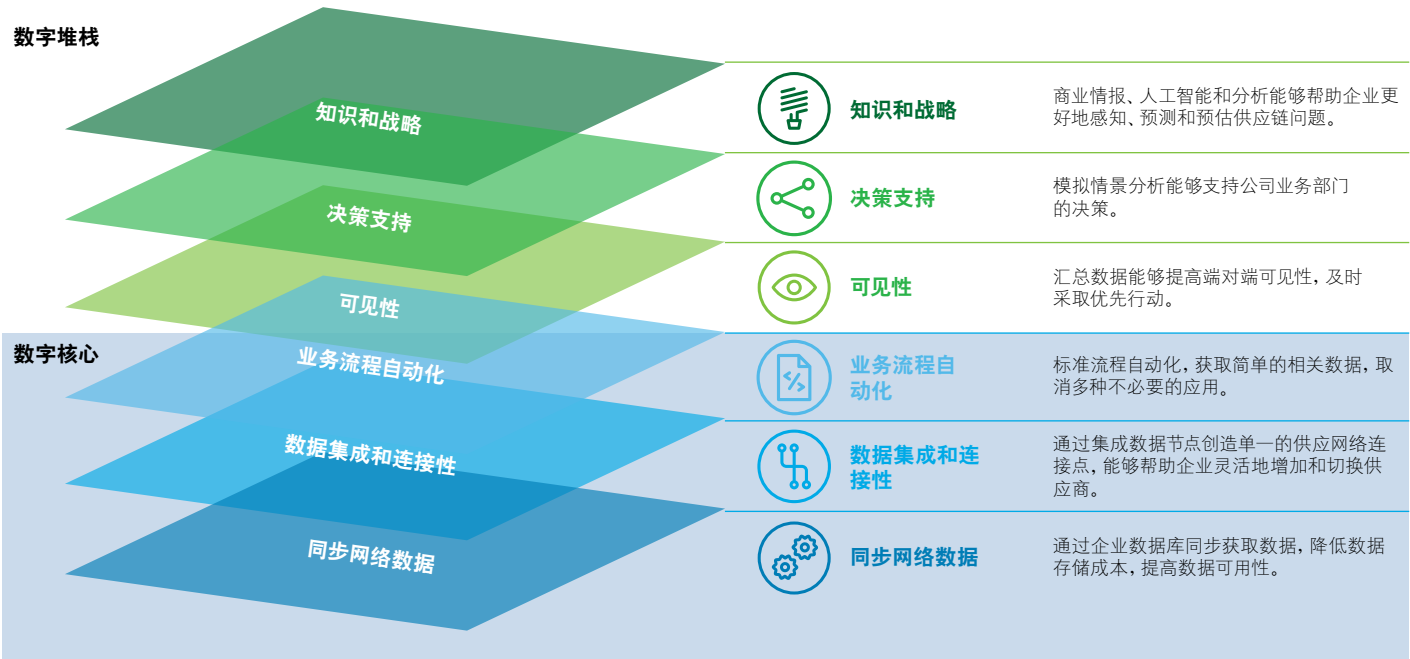 数字堆栈
知识和战略
决策支持
可见性
数字核心
业务流程自动化
数据集成和连接性
同步网络数据
知识和战略
商业情报、人工智能和分析能够帮助企业更
好地感知、预测和预估供应链问题。
决策支持
模拟情景分析能够支持公司业务部门
的决策。
可见性
汇总数据能够提高端对端可见性，及时
采取优先行动。
业务流程自
动化
标准流程自动化，获取简单的相关数据，取
消多种不必要的应用。
数据集成和连
接性
通过集成数据节点创造单一的供应网络连
接点，能够帮助企业灵活地增加和切换供
应商。
同步网络数据
通过企业数据库同步获取数据，降低数据
存储成本，提高数据可用性。